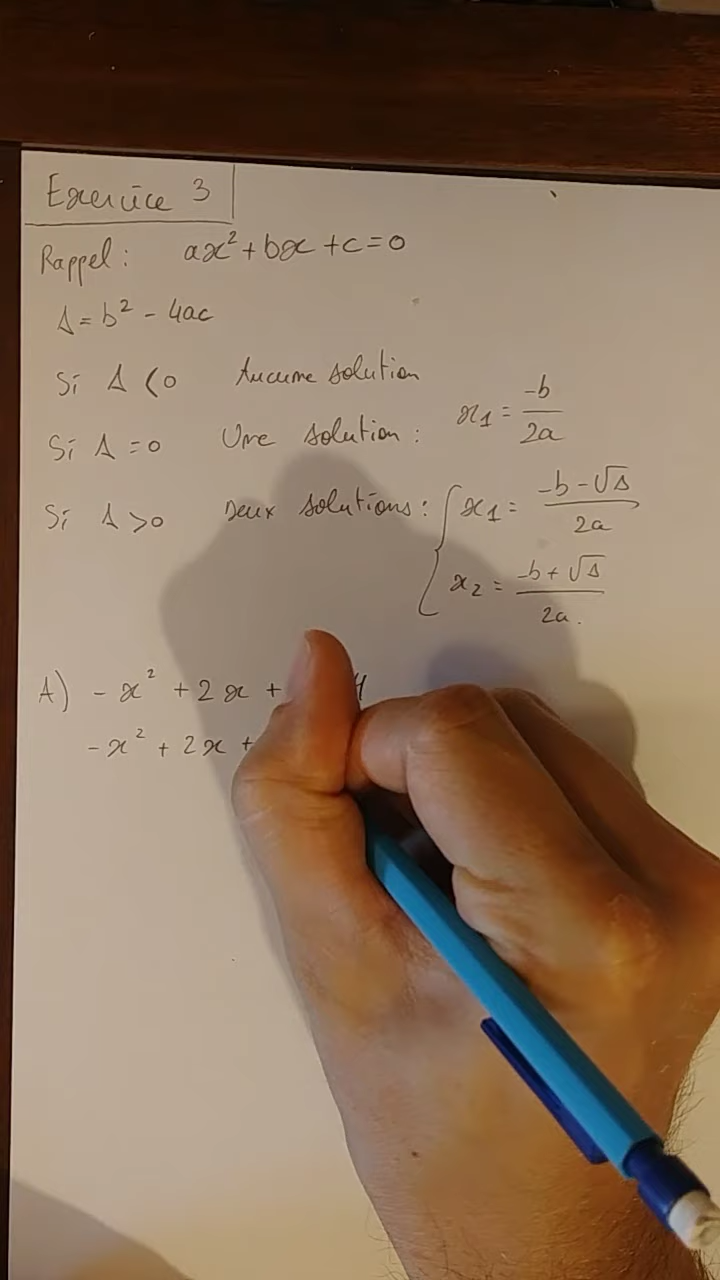 Exercice 3
Rappel : ax² + bx + c = 0
Δ = b² - 4ac
Si Δ < 0 Aucune solution
Si Δ = 0 Une solution : x₁ = -b / 2a
Si Δ > 0 Deux solutions : { x₁ = -b - √Δ / 2a
x₂ = -b + √Δ / 2a.
A) - x² + 2x +
- x² + 2x +